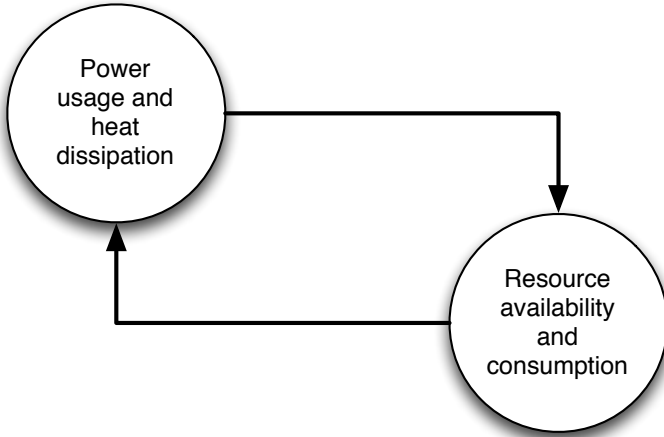 Power
usage and
heat
dissipation
Resource
availability
and
consumption